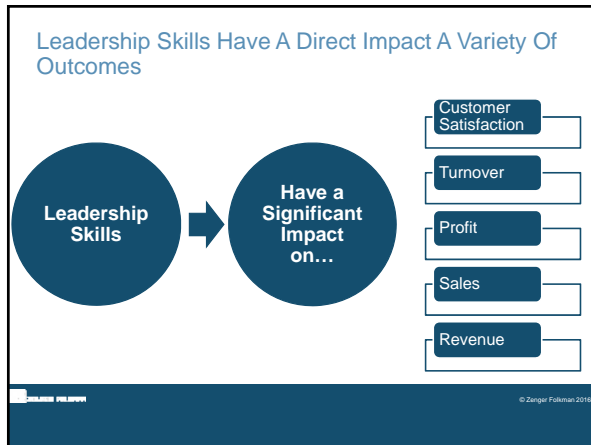 Leadership Skills Have A Direct Impact A Variety Of
Outcomes
Leadership
Skills
Have a
Significant
Impact
on…
Customer
Satisfaction
Turnover
Profit
Sales
Revenue
© Zenger Folkman 2016